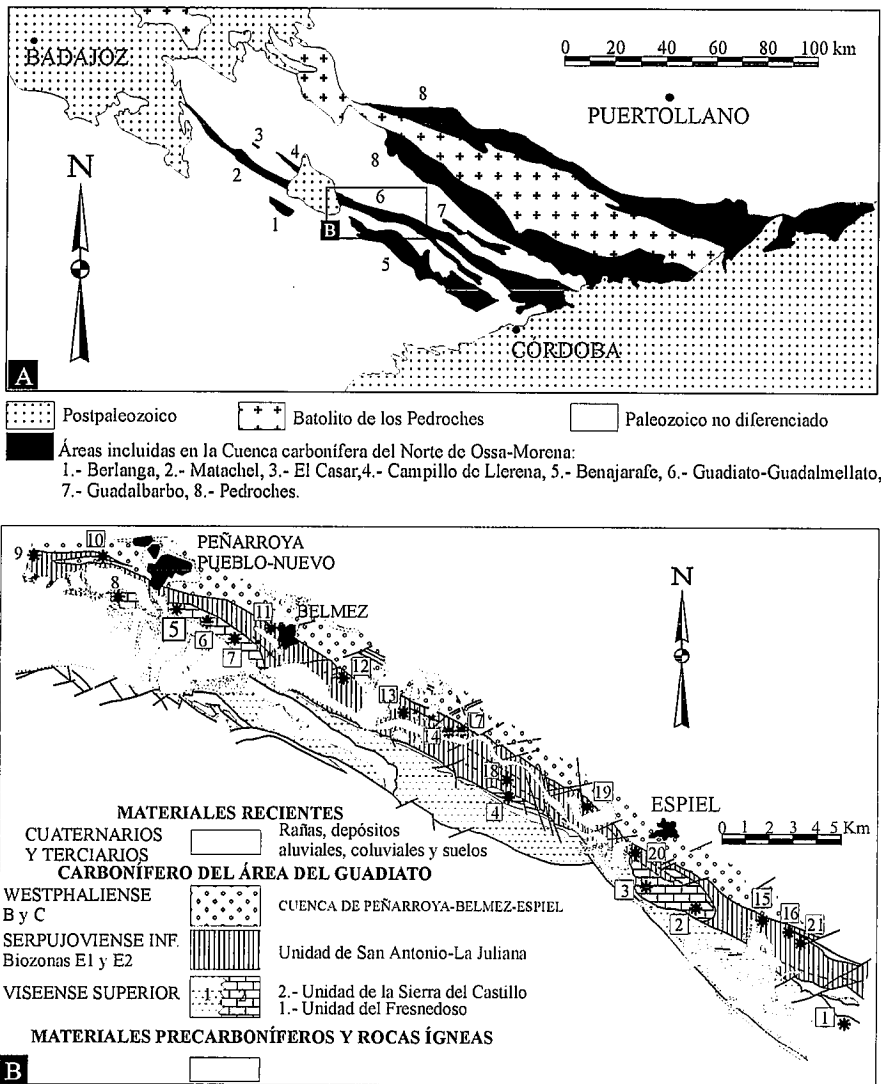 BADAJOZ
0 20 40 60 80 100 km
PUERTOLLANO
8
N
3
4
8
2
6
7
1
B
5
CÓRDOBA
A
Postpaleozoico
Batolito de los Pedroches
Paleozoico no diferenciado
Áreas incluidas en la Cuenca carbonífera del Norte de Ossa-Morena:
1.- Berlanga, 2.- Matachel, 3.- El Casar,4.- Campillo de Llerena, 5.- Benajarafe, 6.- Guadiato-Guadalmellato,
7.- Guadalbarbo, 8.- Pedroches.
9
10
PEÑARROYA
PUEBLO-NUEVO
N
8
5
6
7
11
BELMEZ
12
13
14
17
18
4
19
ESPIEL
0 1 2 3 4 5 Km
20
3
2
15
16
21
1
MATERIALES RECIENTES
CUATERNARIOS
Y TERCIARIOS
Rañas, depósitos
aluviales, coluviales y suelos
CARBONÍFERO DEL ÁREA DEL GUADIATO
WESTPHALIENSE
B y C
CUENCA DE PEÑARROYA-BELMEZ-ESPIEL
SERPUJOVIENSE INF.
Biozonas E1 y E2
Unidad de San Antonio-La Juliana
VISEENSE SUPERIOR
1
2
2.- Unidad de la Sierra del Castillo
1.- Unidad del Fresnedoso
MATERIALES PRECARBONÍFEROS Y ROCAS ÍGNEAS
B